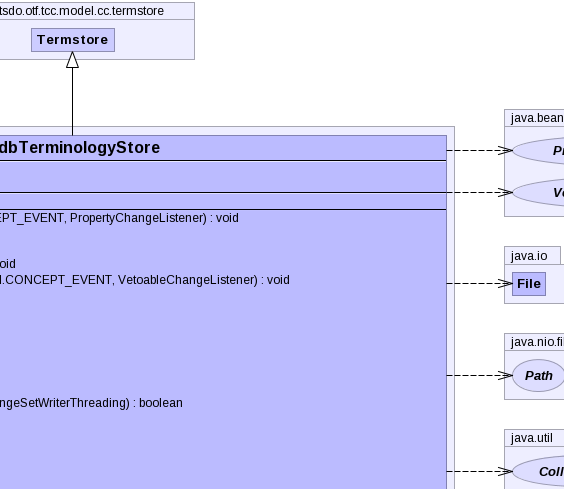 tsdo.otf.tcc.model.cc.termstore
Termstore
dbTerminologyStore
EPT_EVENT, PropertyChangeListener) : void
oid
I.CONCEPT_EVENT, VetoableChangeListener) : void
ngeSetWriterThreading) : boolean
java.bean
P
Ve
java.io
File
java.nio.fi
Path
java.util
Coll